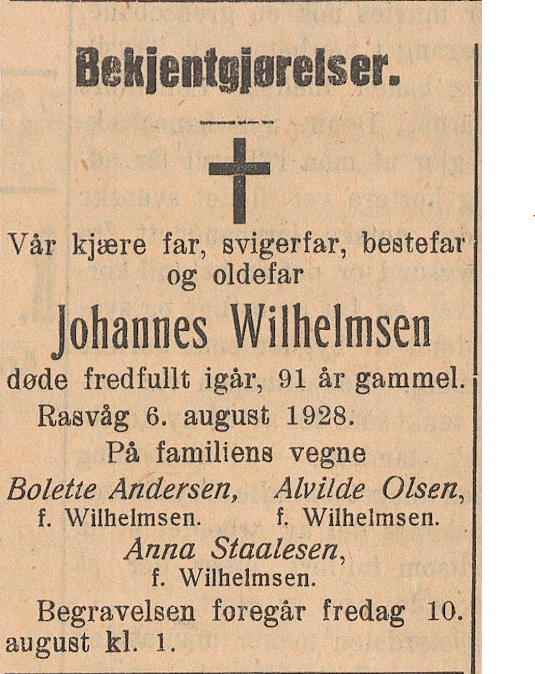 Bekjentgjørelser.
Vår kjære far, svigerfar, bestefar
og oldefar
Johannes Wilhelmsen
døde fredfullt igår, 91 år gammel.
Rasvåg 6. august 1928.
På familiens vegne
Bolette Andersen, Alvilde Olsen,
f. Wilhelmsen. f. Wilhelmsen.
Anna Staalesen,
f. Wilhelmsen.
Begravelsen foregår fredag 10.
august kl. 1.